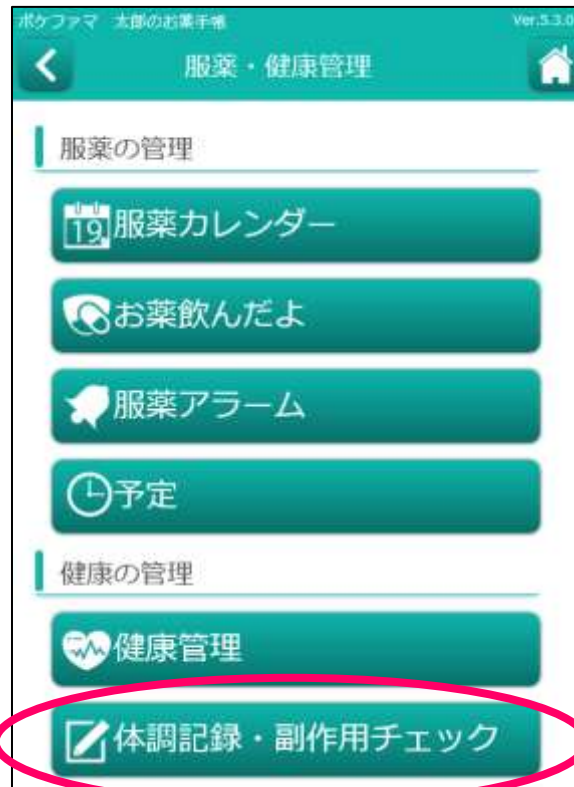 ポケファマ 太郎のお薬手帳 Ver.5.3.0
服薬・健康管理
服薬の管理
19 服薬カレンダー
お薬飲んだよ
服薬アラーム
予定
健康の管理
健康管理
体調記録・副作用チェック